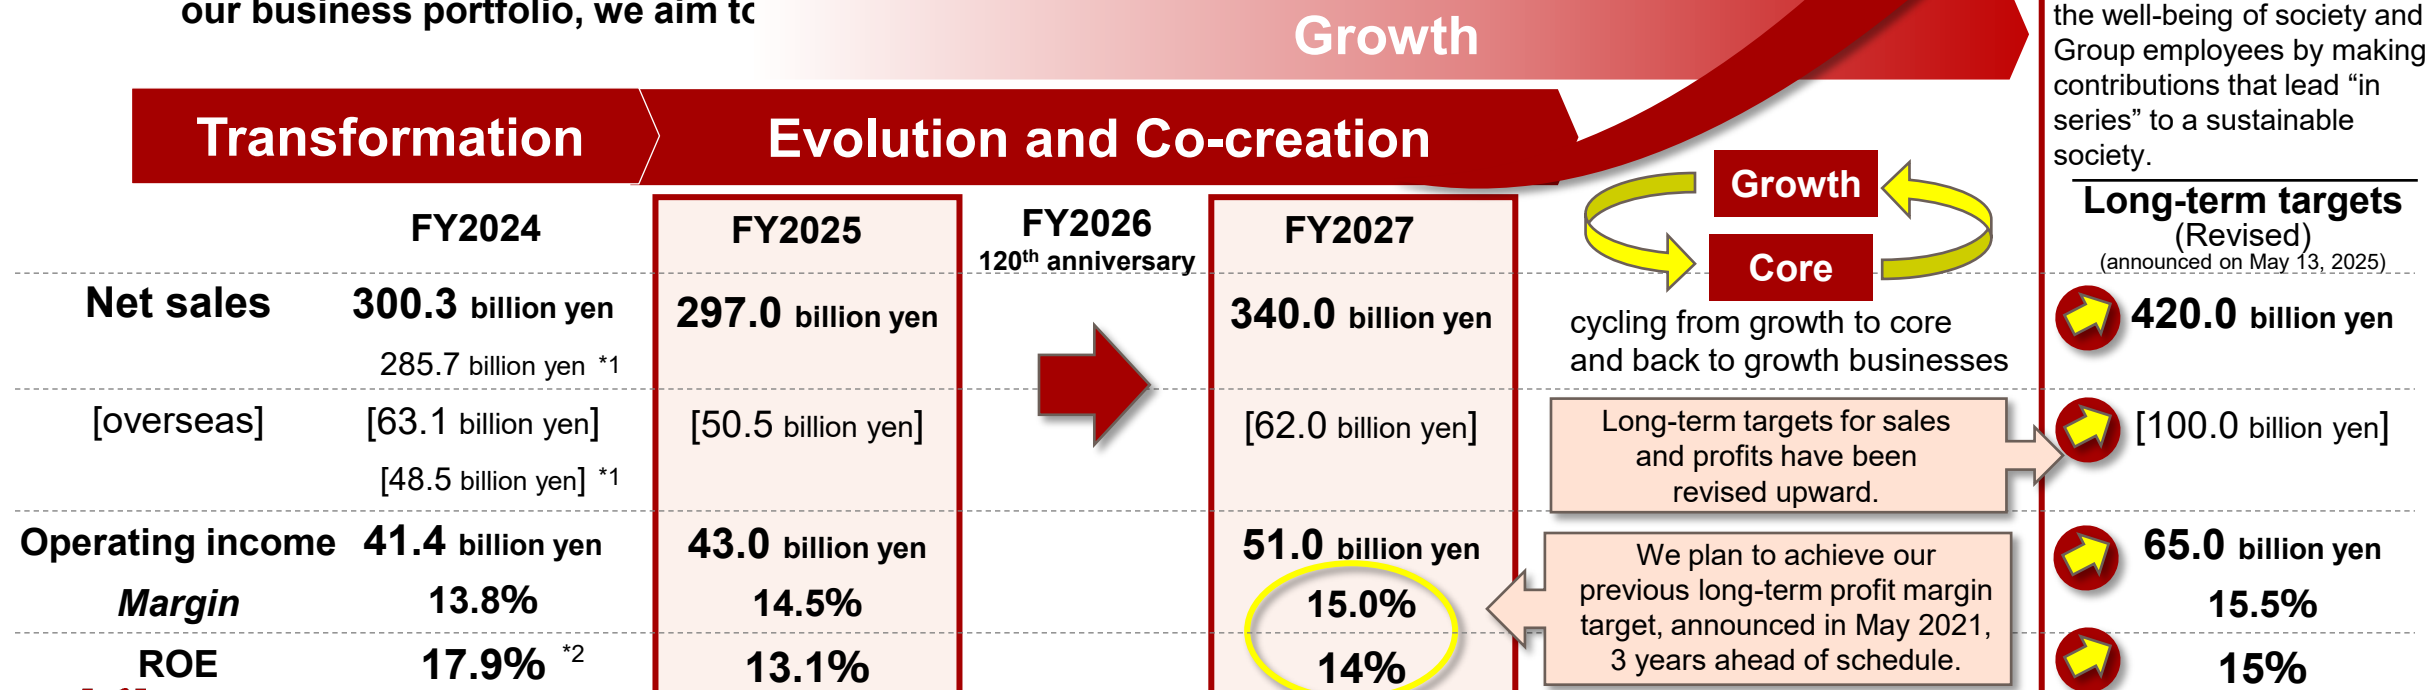 our business portfolio, we aim to
Growth
the well-being of society and
Group employees by making
contributions that lead “in
series” to a sustainable
society.
Transformation
Evolution and Co-creation
Growth
Core
cycling from growth to core
and back to growth businesses
Long-term targets
(Revised)
(announced on May 13, 2025)
FY2024 FY2025 FY2026 FY2027
120th anniversary
Net sales 300.3 billion yen 297.0 billion yen 340.0 billion yen 420.0 billion yen
285.7 billion yen *1
[overseas] [63.1 billion yen] [50.5 billion yen] [62.0 billion yen] [100.0 billion yen]
[48.5 billion yen] *1
Long-term targets for sales
and profits have been
revised upward.
Operating income 41.4 billion yen 43.0 billion yen 51.0 billion yen 65.0 billion yen
Margin 13.8% 14.5% 15.0% 15.5%
ROE 17.9% *2 13.1% 14% 15%
We plan to achieve our
previous long-term profit margin
target, announced in May 2021,
3 years ahead of schedule.